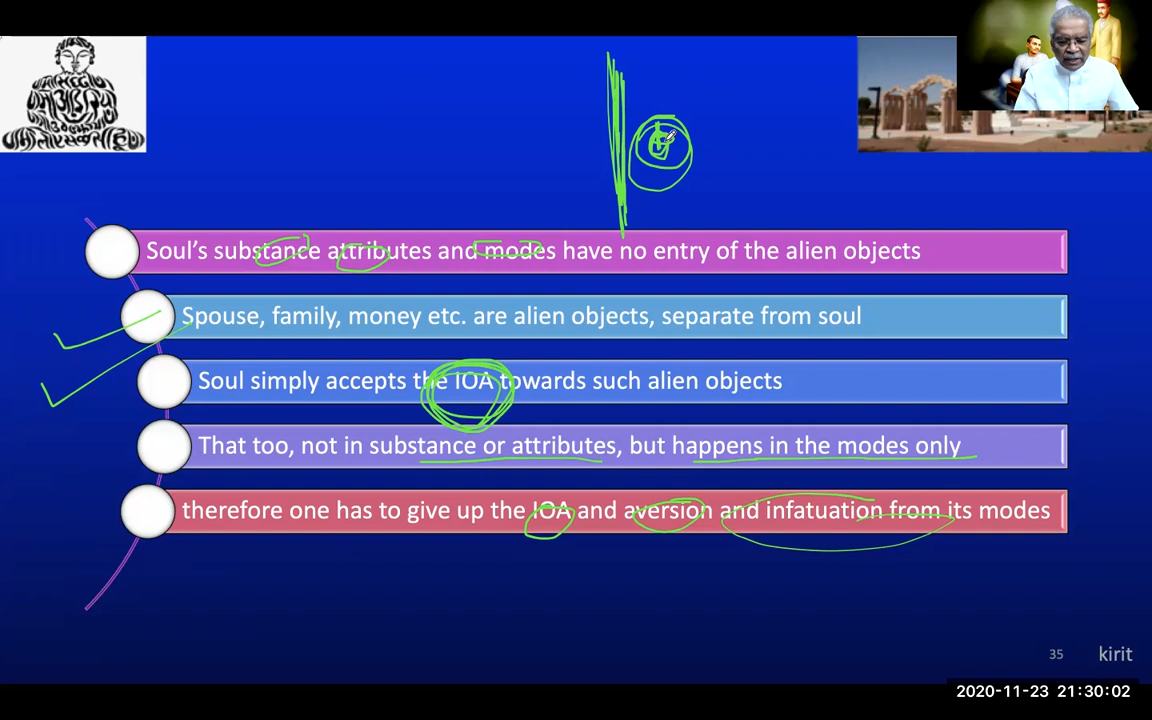 Soul's substance attributes and modes have no entry of the alien objects
Spouse, family, money etc. are alien objects, separate from soul
Soul simply accepts the IOA towards such alien objects
That too, not in substance or attributes, but happens in the modes only
therefore one has to give up the IOA and aversion and infatuation from its modes
35 kirit
2020-11-23 21:30:02